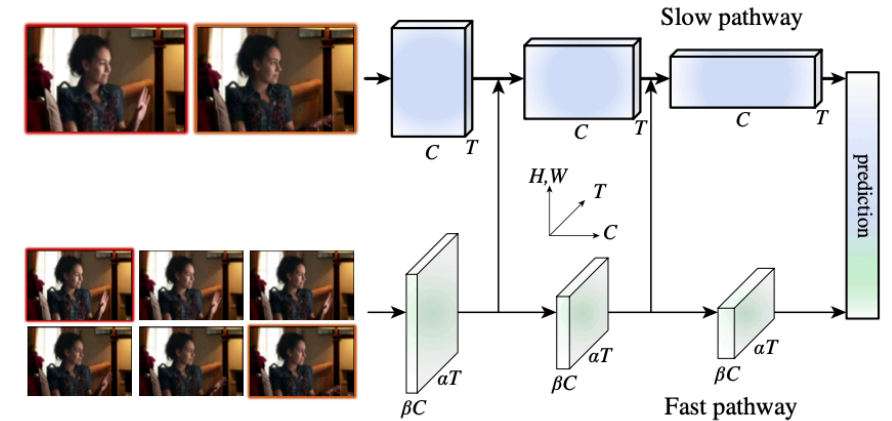 Slow pathway
C
T
C
T
C
T
prediction
H,W
T
C
αT
βC
αT
βC
αT
βC
Fast pathway